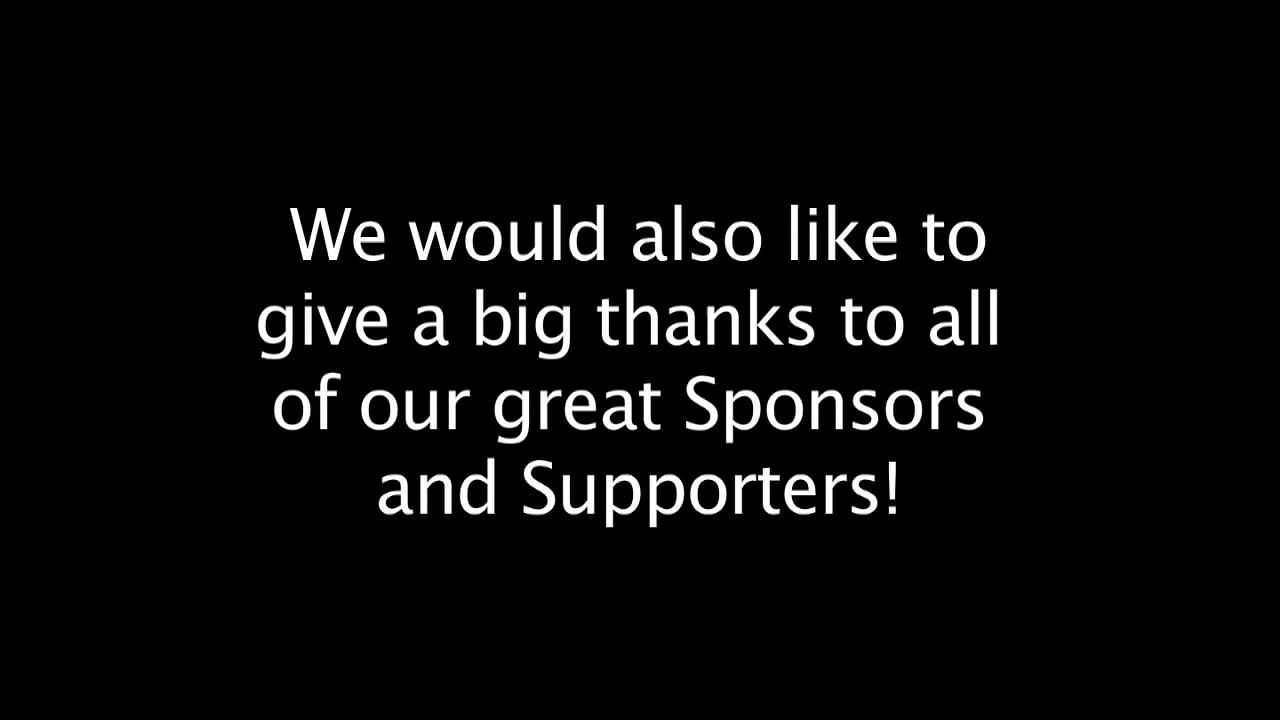 We would also like to
give a big thanks to all
of our great Sponsors
and Supporters!